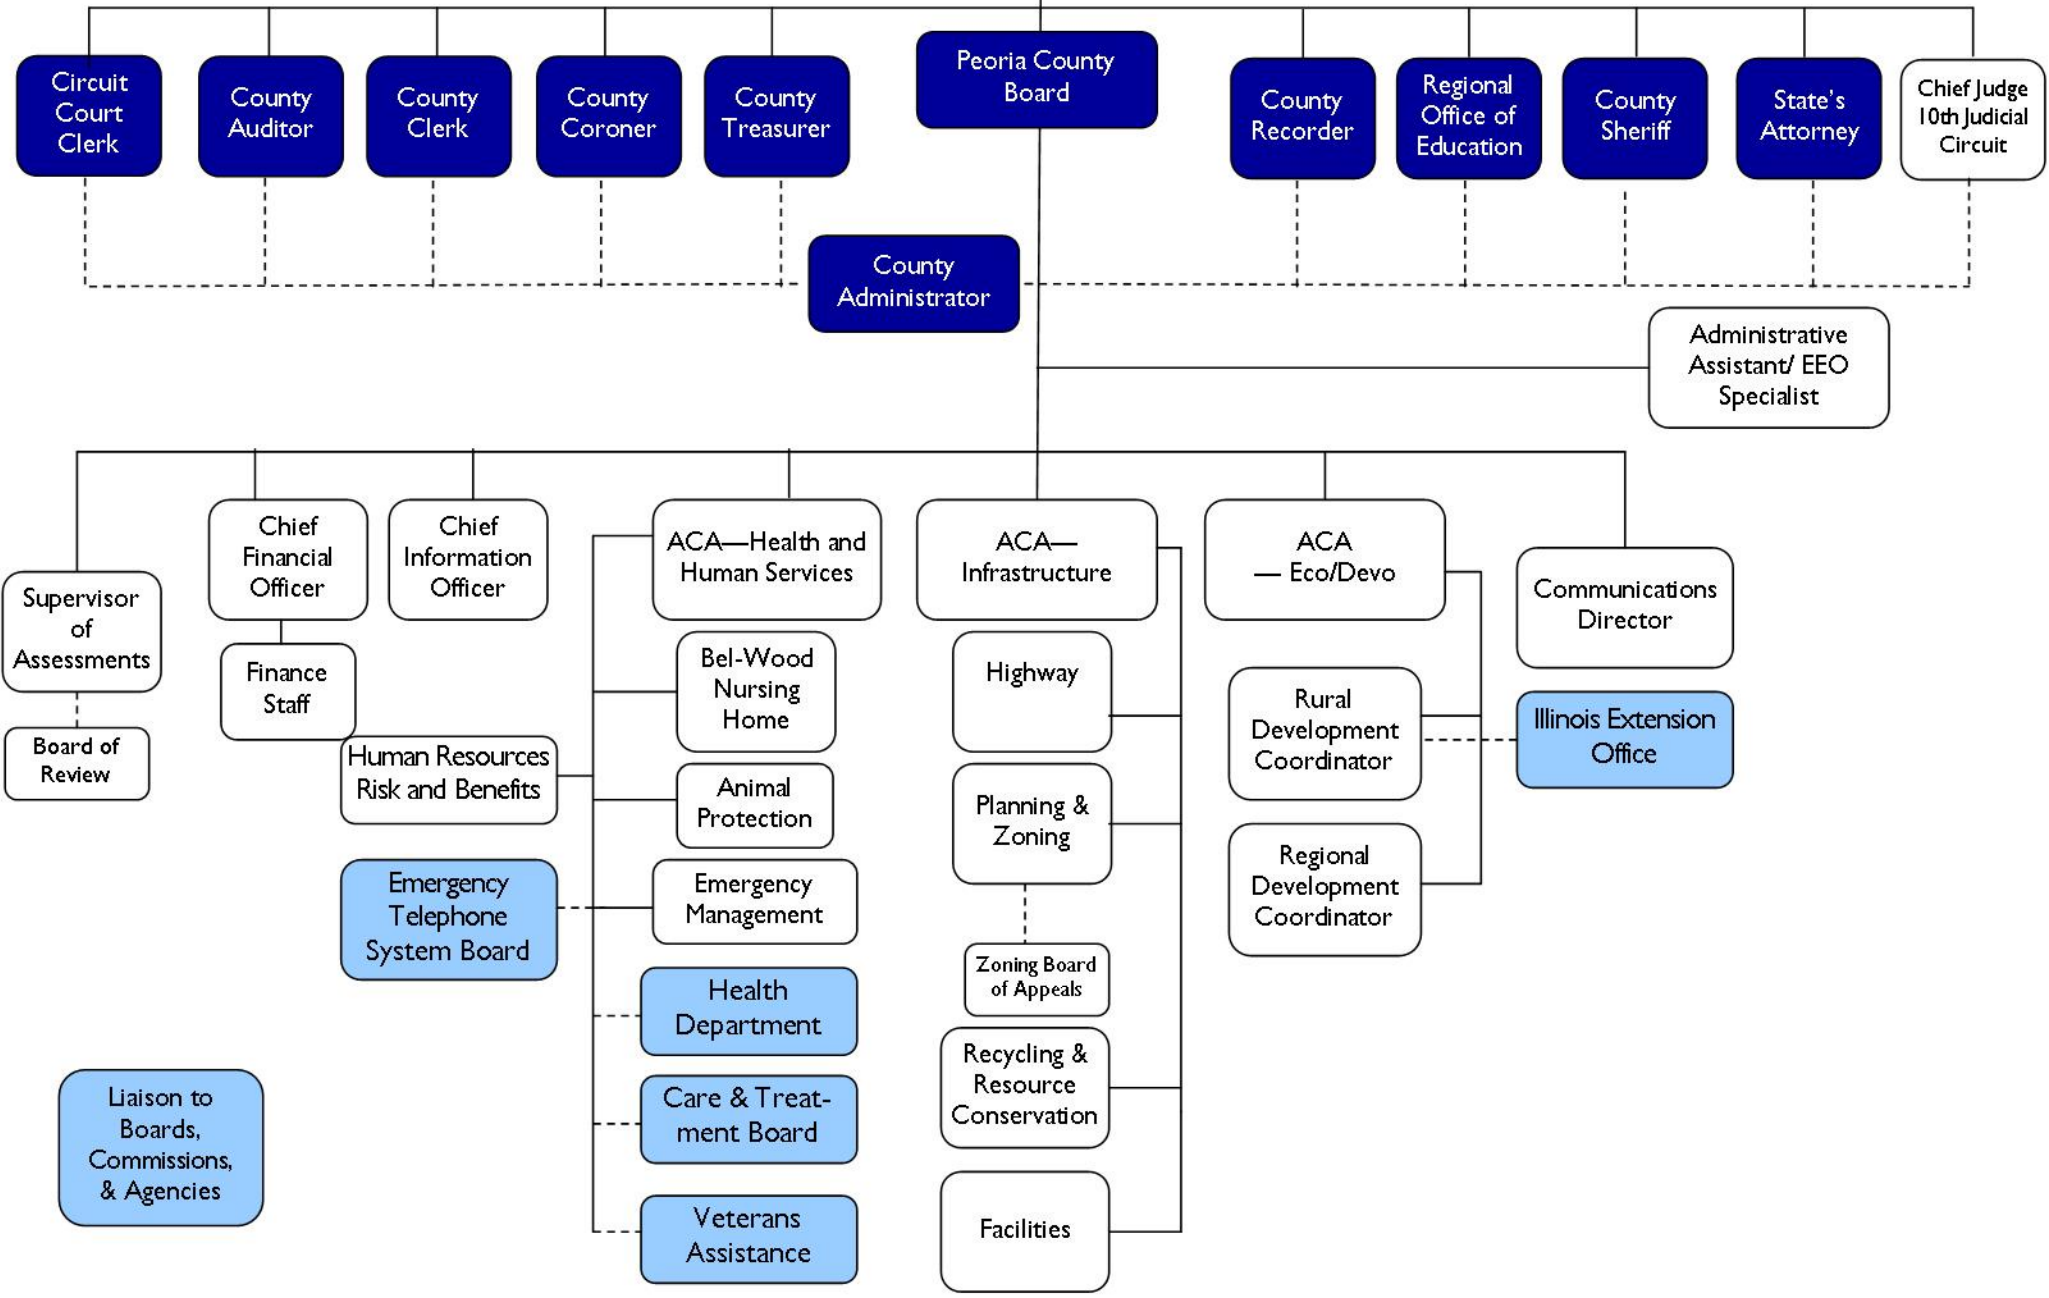 Circuit
Court
Clerk
County
Auditor
County
Clerk
County
Coroner
County
Treasurer
Peoria County
Board
County
Recorder
Regional
Office of
Education
County
Sheriff
State's
Attorney
Chief Judge
10th Judicial
Circuit
County
Administrator
Administrative
Assistant/ EEO
Specialist
Supervisor
of
Assessments
Board of
Review
Chief
Financial
Officer
Finance
Staff
Chief
Information
Officer
ACA—Health and
Human Services
Human Resources
Risk and Benefits
Bel-Wood
Nursing
Home
Animal
Protection
Emergency
Telephone
System Board
Emergency
Management
Health
Department
Care & Treat-
ment Board
Veterans
Assistance
ACA—
Infrastructure
Highway
Planning &
Zoning
Zoning Board
of Appeals
Recycling &
Resource
Conservation
Facilities
ACA
— Eco/Devo
Rural
Development
Coordinator
Regional
Development
Coordinator
Communications
Director
Illinois Extension
Office
Liaison to
Boards,
Commissions,
& Agencies